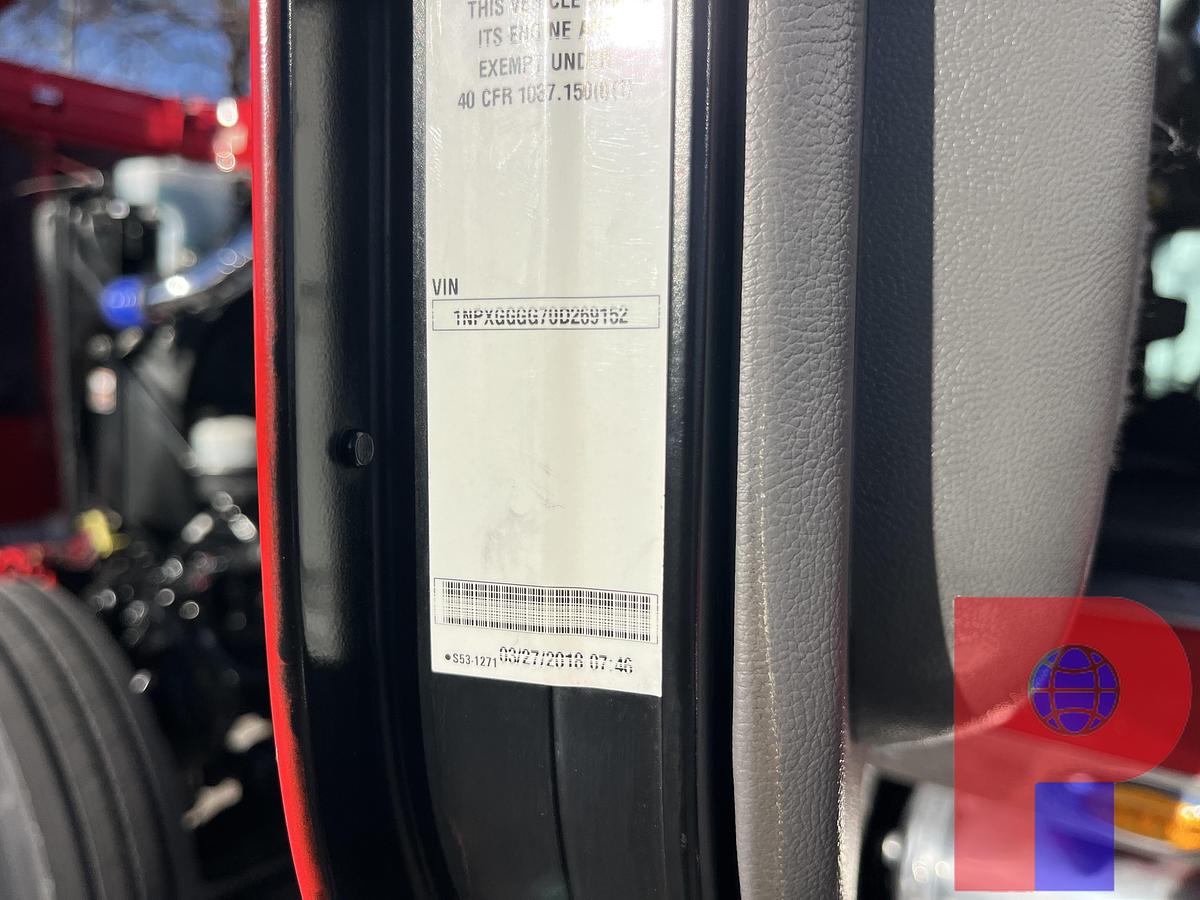 THIS VEHICLE
ITS ENGINE
EXEMPT UNDER
40 CFR 1037.150(i)(1)
VIN
1NPXGGGG70D269152
S53-1271 03/27/2018 07:46